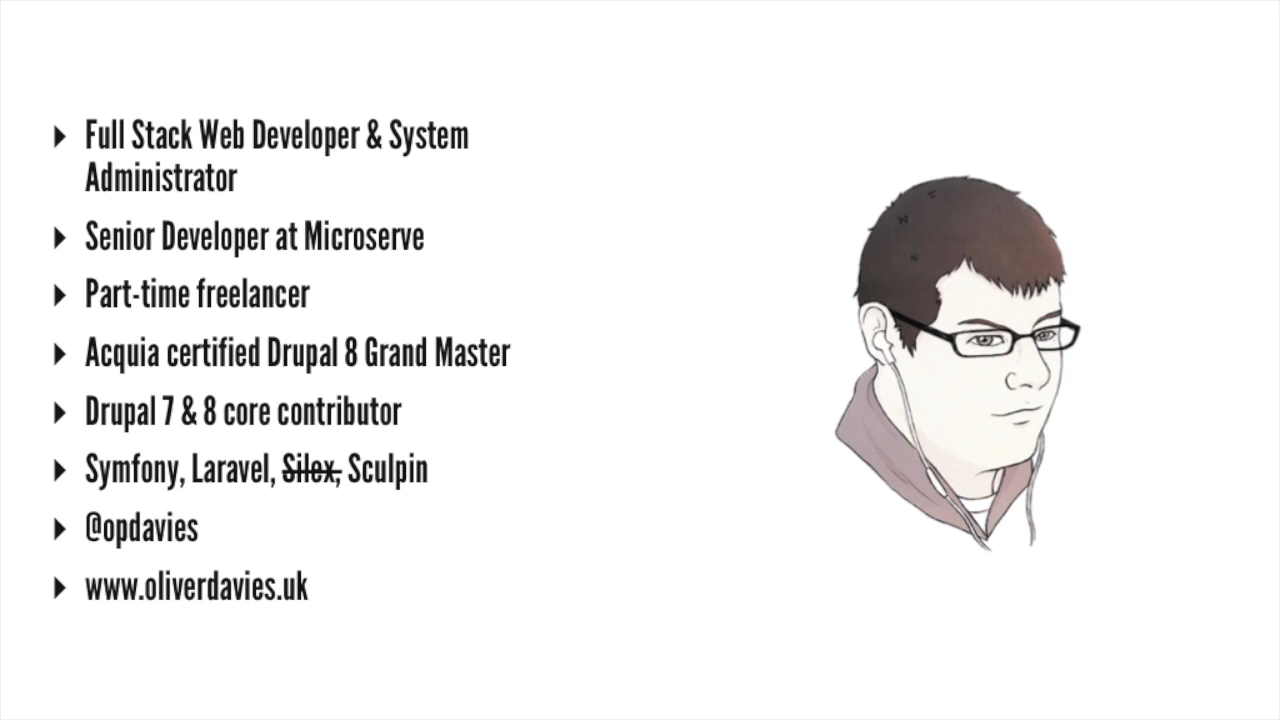 Full Stack Web Developer & System
Administrator
Senior Developer at Microserve
Part-time freelancer
Acquia certified Drupal 8 Grand Master
Drupal 7 & 8 core contributor
Symfony, Laravel, Silex, Sculpin
@opdavies
www.oliverdavies.uk